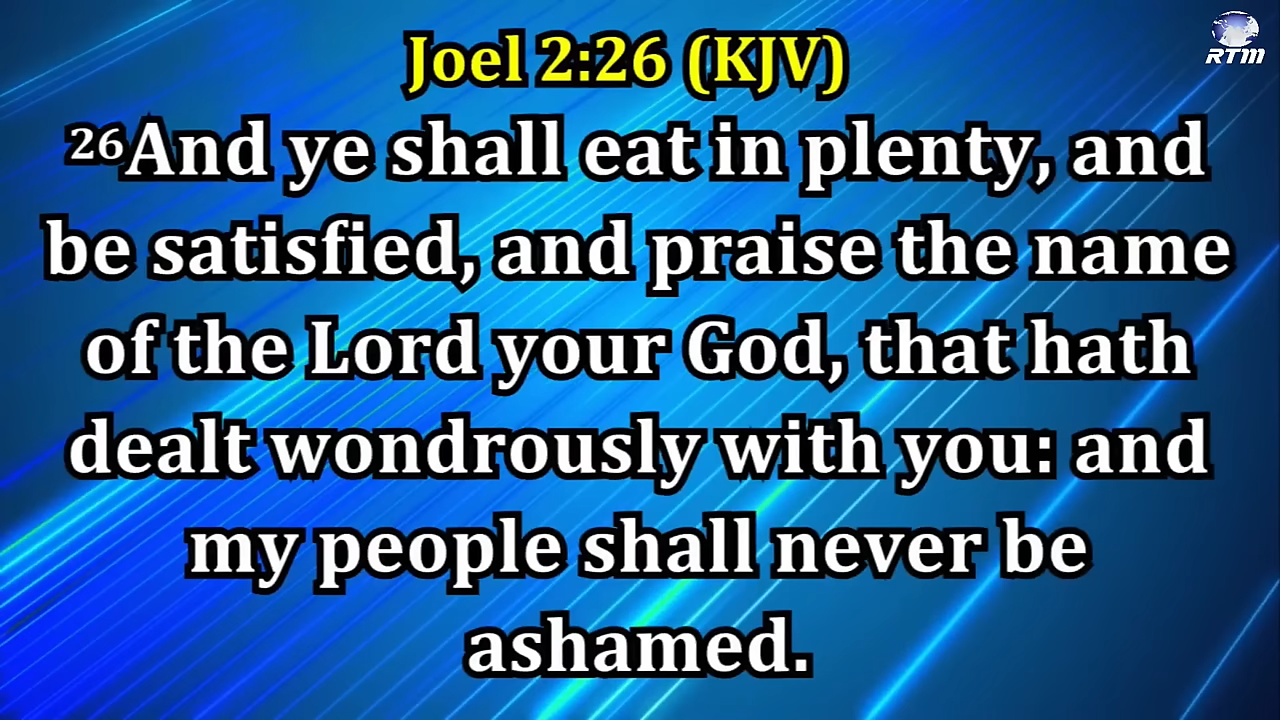 Joel 2:26 (KJV)
RTM
26And ye shall eat in plenty, and
be satisfied, and praise the name
of the Lord your God, that hath
dealt wondrously with you: and
my people shall never be
ashamed.